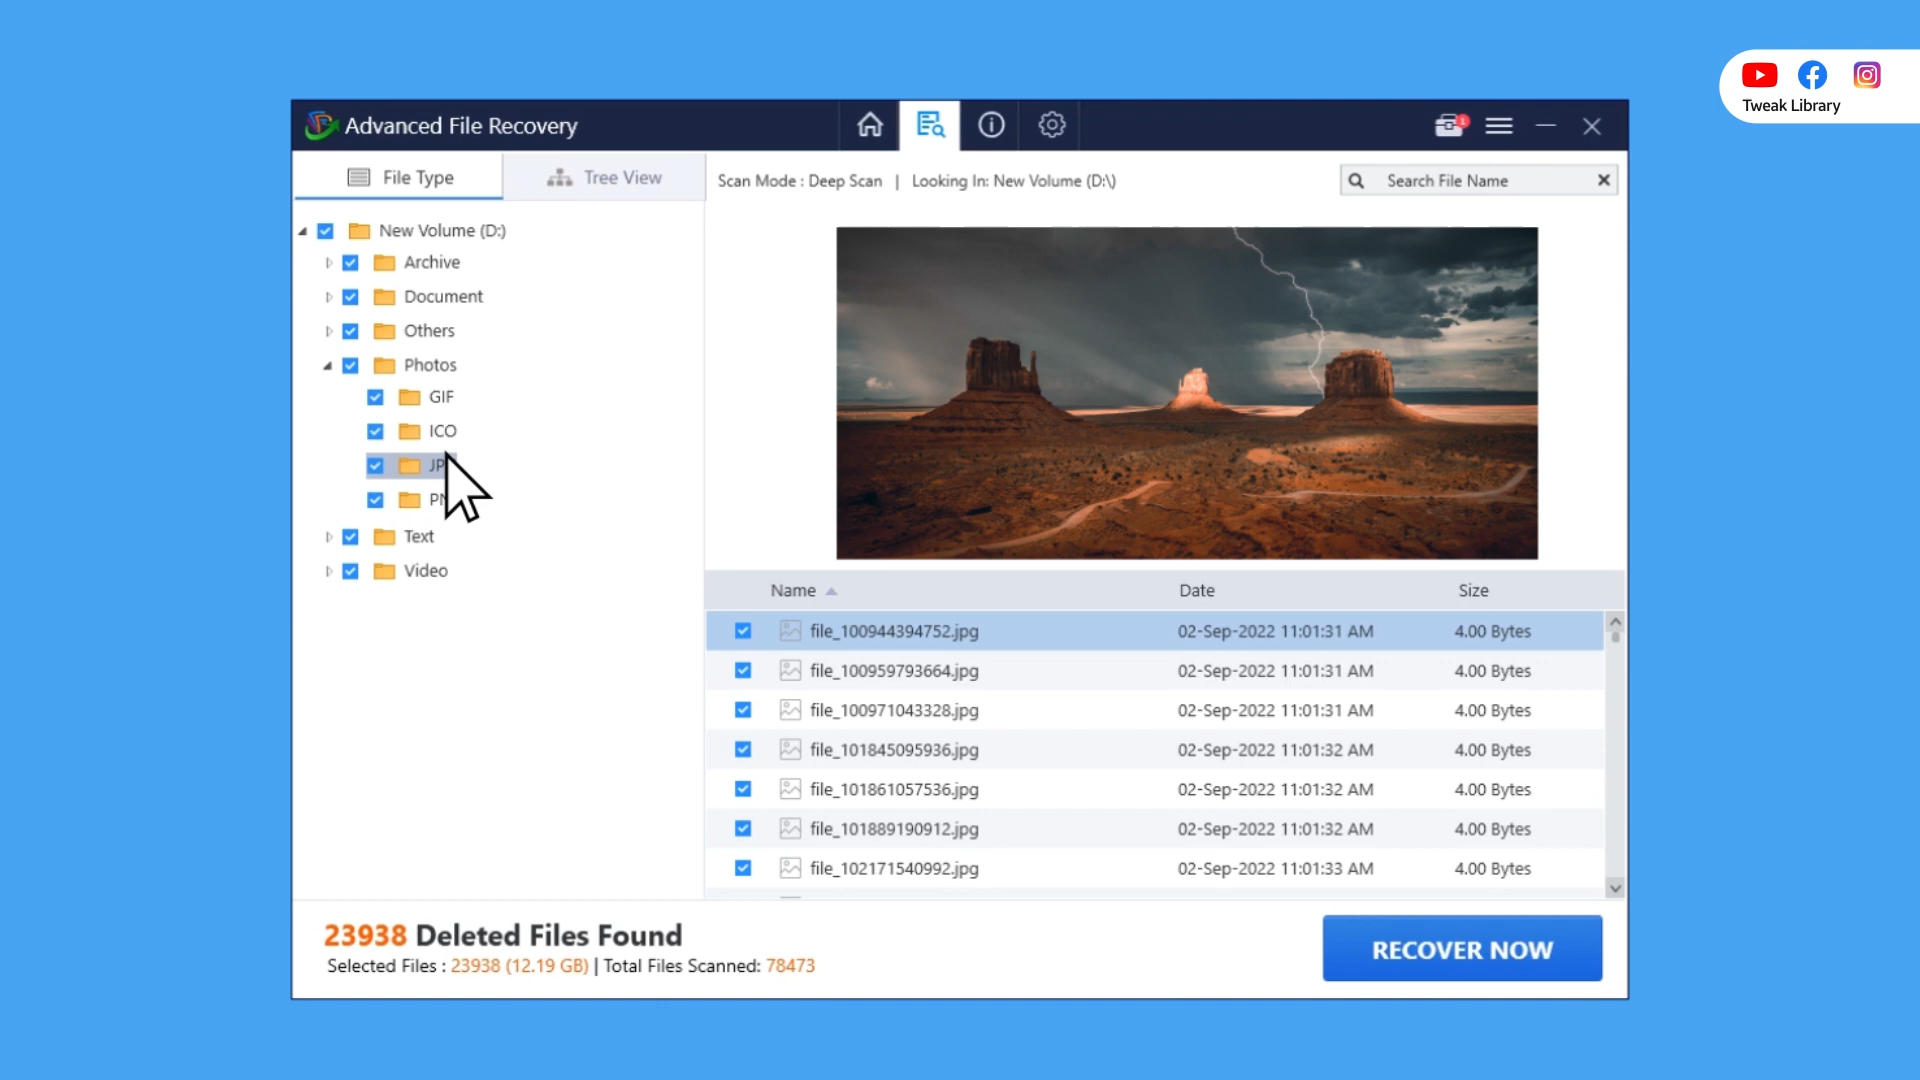 Tweak Library
Advanced File Recovery
1
File Type
Tree View
Scan Mode : Deep Scan | Looking In: New Volume (D:\)
Search File Name
New Volume (D:)
Archive
Document
Others
Photos
GIF
ICO
Text
Video
Name Date Size
file_100944394752.jpg 02-Sep-2022 11:01:31 AM 4.00 Bytes
file_100959793664.jpg 02-Sep-2022 11:01:31 AM 4.00 Bytes
file_100971043328.jpg 02-Sep-2022 11:01:31 AM 4.00 Bytes
file_101845095936.jpg 02-Sep-2022 11:01:32 AM 4.00 Bytes
file_101861057536.jpg 02-Sep-2022 11:01:32 AM 4.00 Bytes
file_101889190912.jpg 02-Sep-2022 11:01:32 AM 4.00 Bytes
file_102171540992.jpg 02-Sep-2022 11:01:33 AM 4.00 Bytes
23938 Deleted Files Found
Selected Files : 23938 (12.19 GB) | Total Files Scanned: 78473
RECOVER NOW